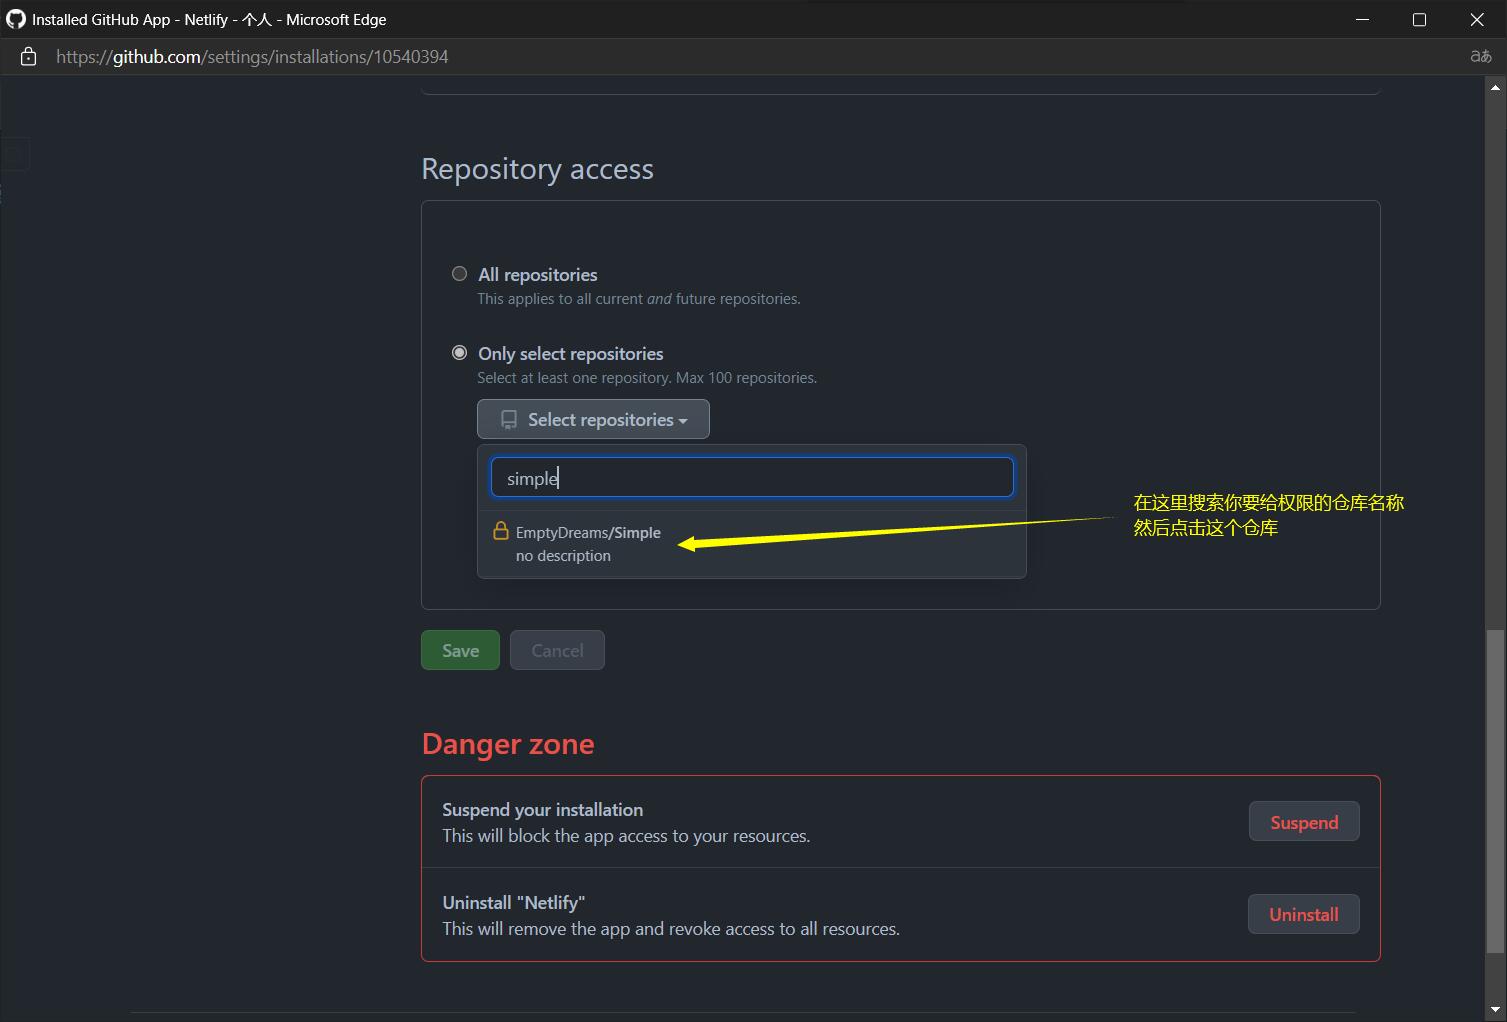 Installed GitHub App - Netlify - 个人 - Microsoft Edge
https://github.com/settings/installations/10540394
aあ
Repository access
All repositories
This applies to all current and future repositories.
Only select repositories
Select at least one repository. Max 100 repositories.
Select repositories
simple
EmptyDreams/Simple
no description
在这里搜索你要给权限的仓库名称
然后点击这个仓库
Save Cancel
Danger zone
Suspend your installation
This will block the app access to your resources.
Suspend
Uninstall "Netlify"
This will remove the app and revoke access to all resources.
Uninstall